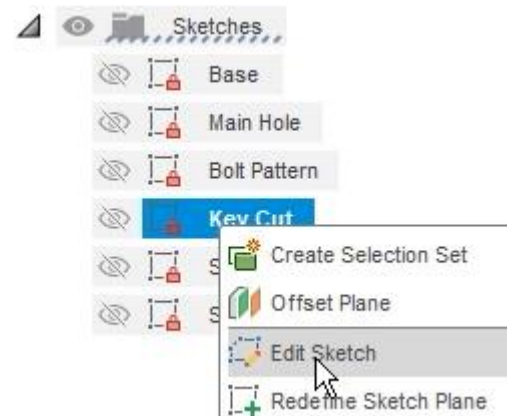 Sketches
Base
Main Hole
Bolt Pattern
Key Cut
Create Selection Set
S
Offset Plane
S
Edit Sketch
Redefine Sketch Plane